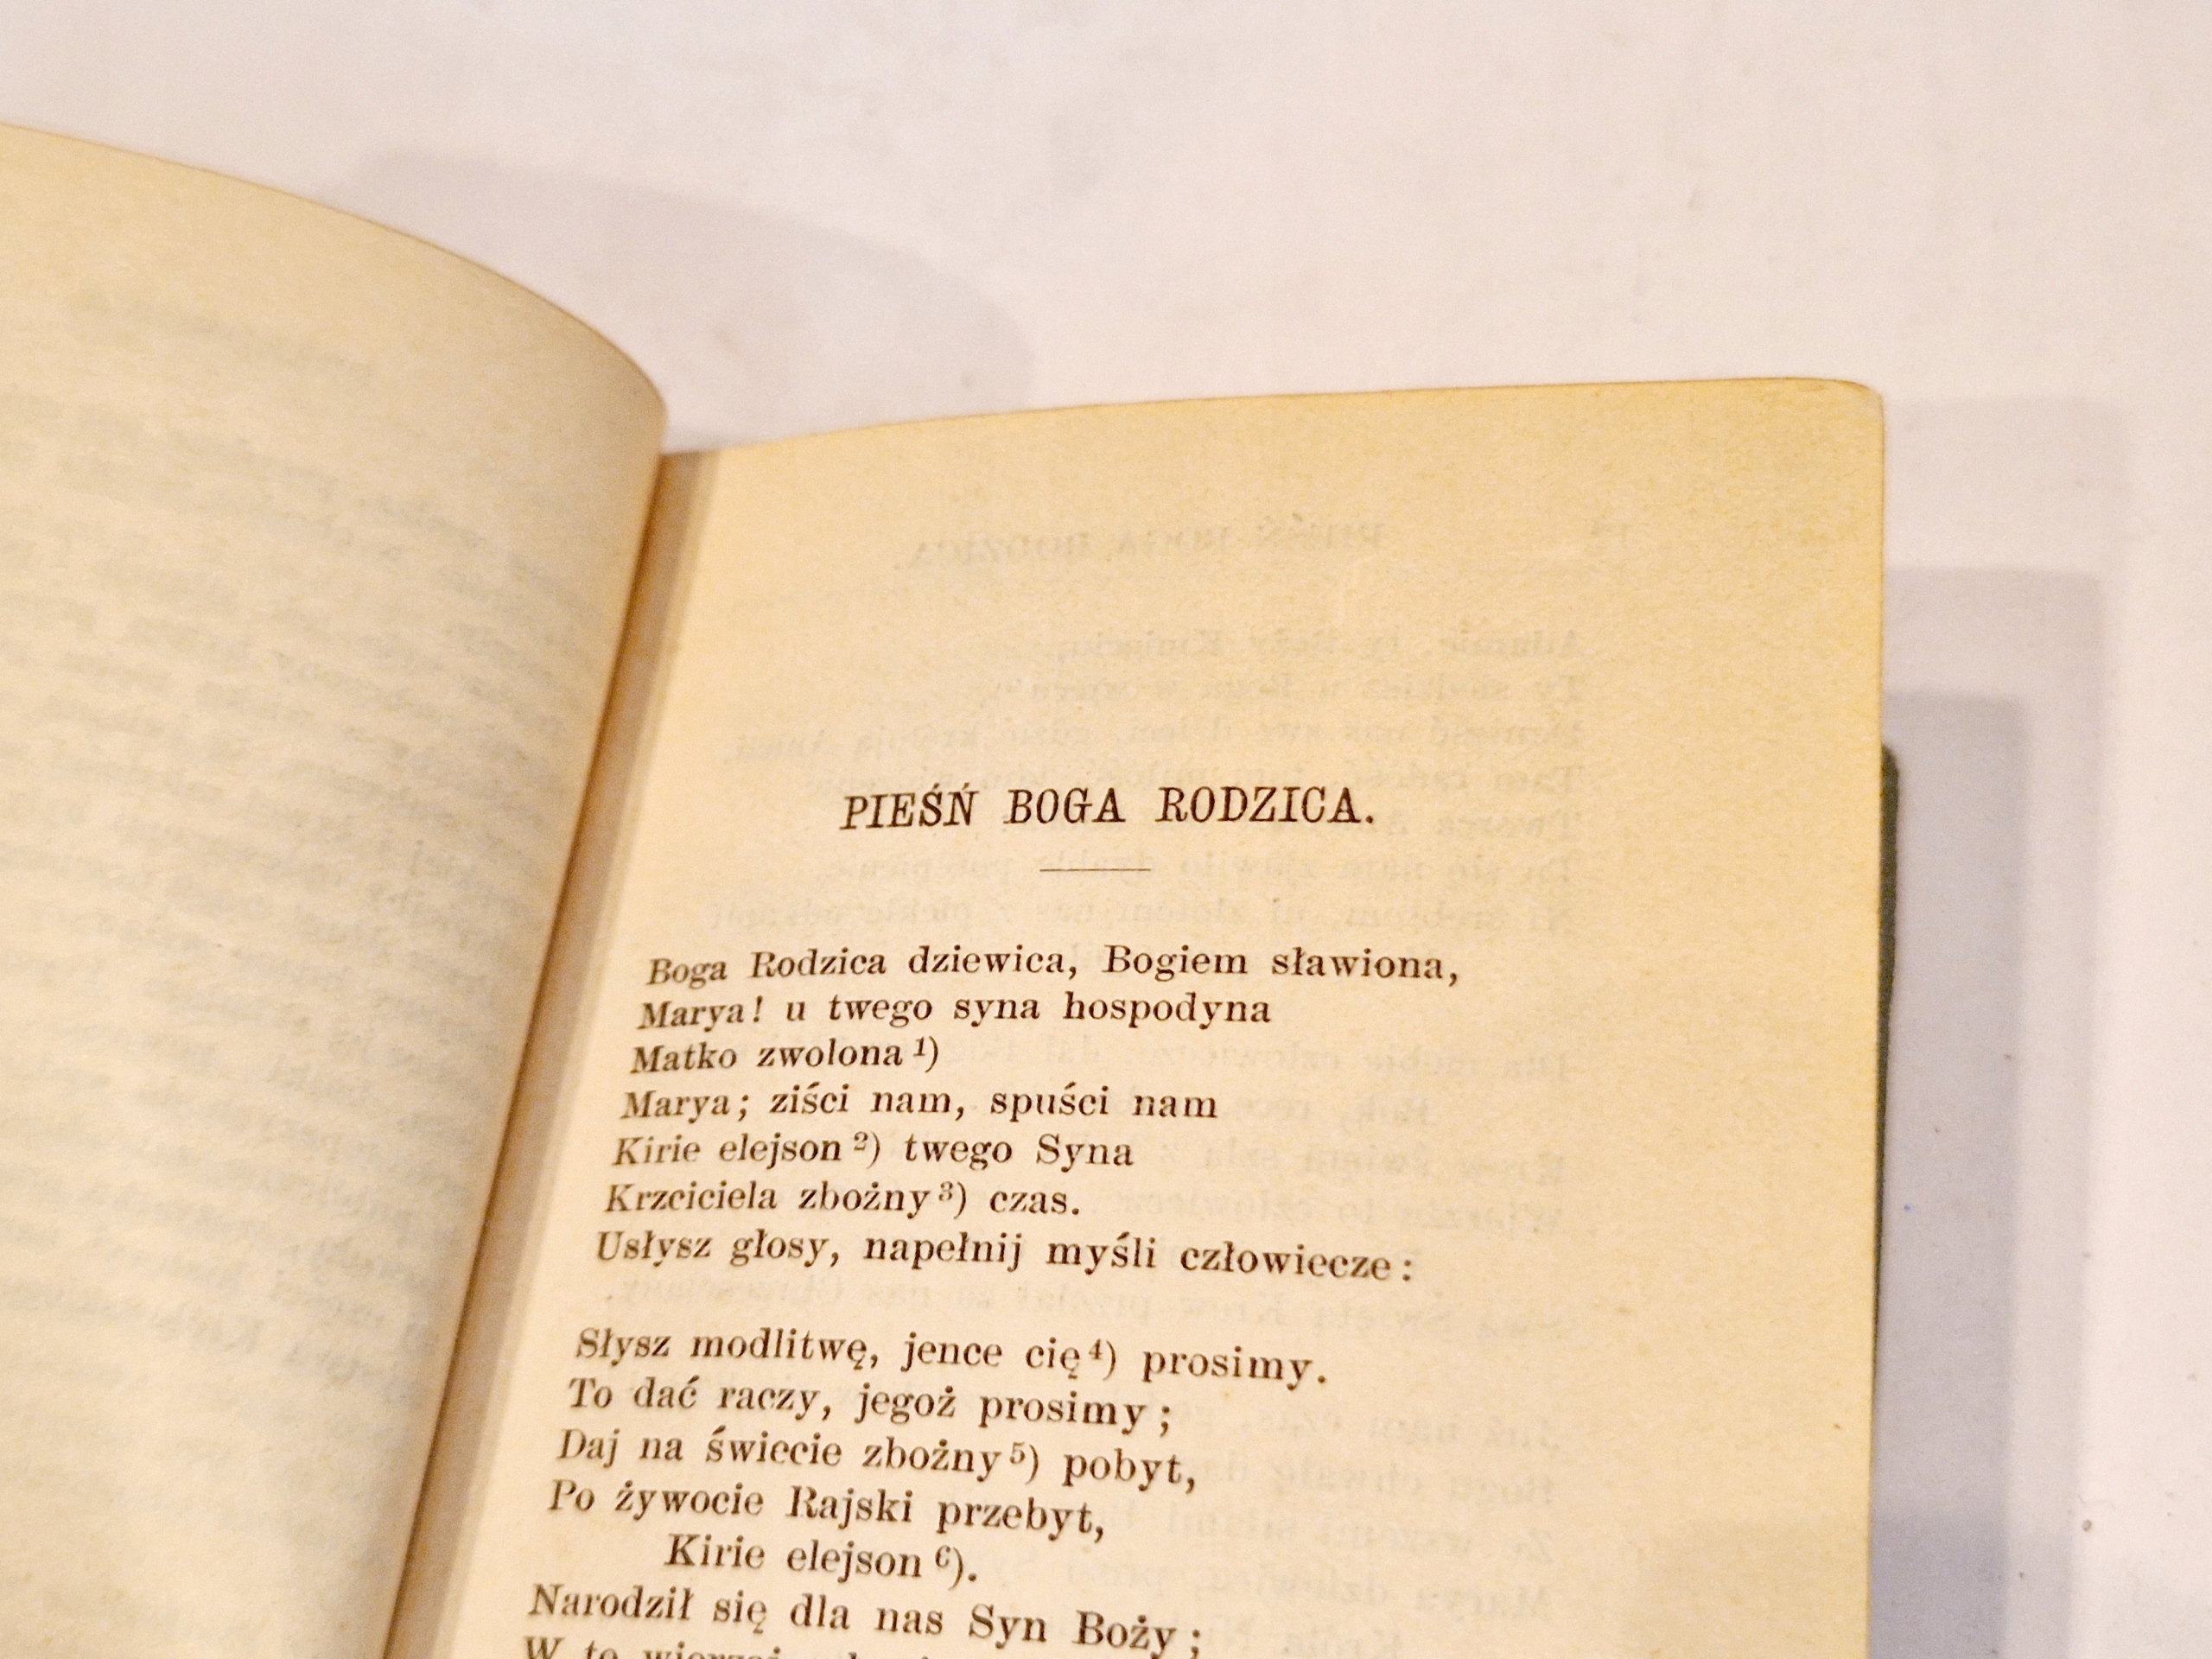 PIEŚŃ BOGA RODZICA.
Boga Rodzica dziewica, Bogiem sławiona,
Marya! u twego syna hospodyna
Matko zwolona ¹)
Marya; ziści nam, spuści nam
Kirie elejson ²) twego Syna
Krzciciela zbożny ³) czas.
Usłysz głosy, napełnij myśli człowiecze:
Słysz modlitwę, jence cię ⁴) prosimy.
To dać raczy, jegoż prosimy;
Daj na świecie zbożny ⁵) pobyt,
Po żywocie Rajski przebyt,
Kirie elejson ⁶).
Narodził się dla nas Syn Boży;
W to